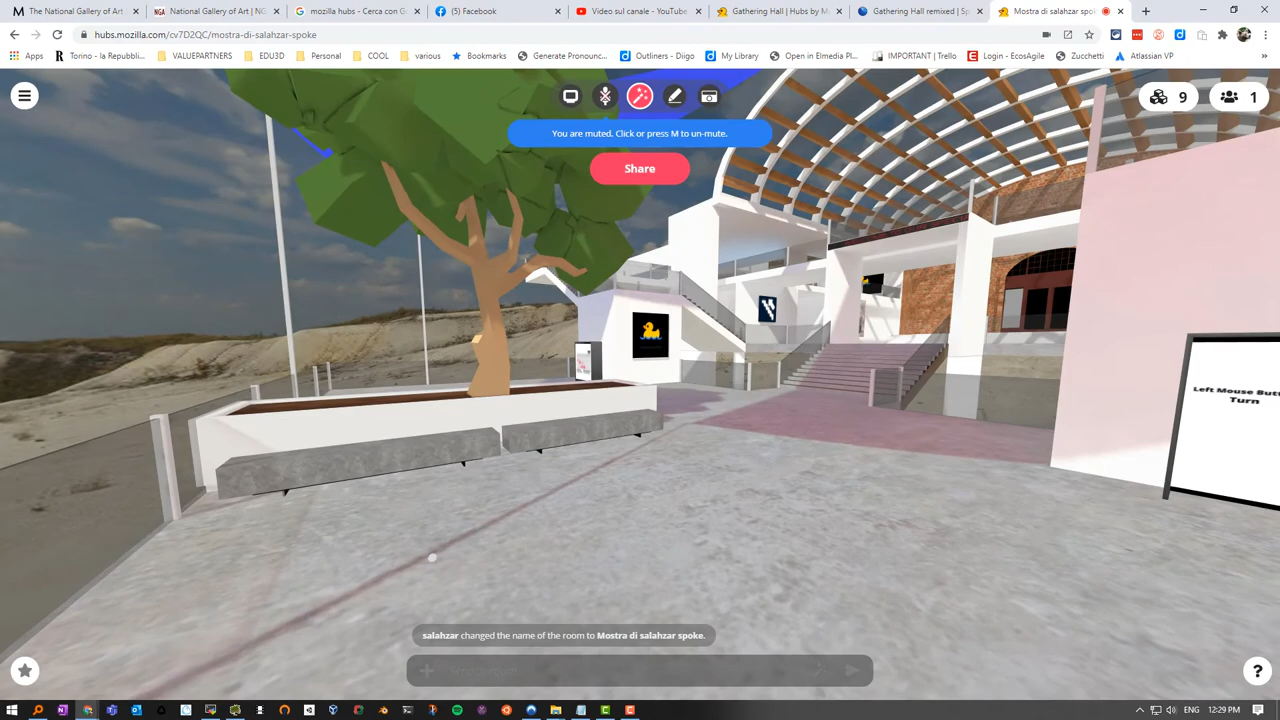 The National Gallery of Art
National Gallery of Art | NG
mozilla hubs - Cerca con G
(5) Facebook
Video sul canale - YouTube
Gathering Hall | Hubs by M
Gathering Hall remixed | Sp
Mostra di salahzar spok
hubs.mozilla.com/cv7D2QC/mostra-di-salahzar-spoke
Apps
Torino - la Repubbli...
VALUEPARTNERS
EDU3D
Personal
COOL
various
Bookmarks
Generate Pronounc...
Outliners - Diigo
My Library
Open in Elmedia Pl...
IMPORTANT | Trello
Login - EcosAgile
Zucchetti
Atlassian VP
»
9
1
You are muted. Click or press M to un-mute.
Share
Left Mouse Butt
Turn
salahzar changed the name of the room to Mostra di salahzar spoke.
?
ENG
12:29 PM